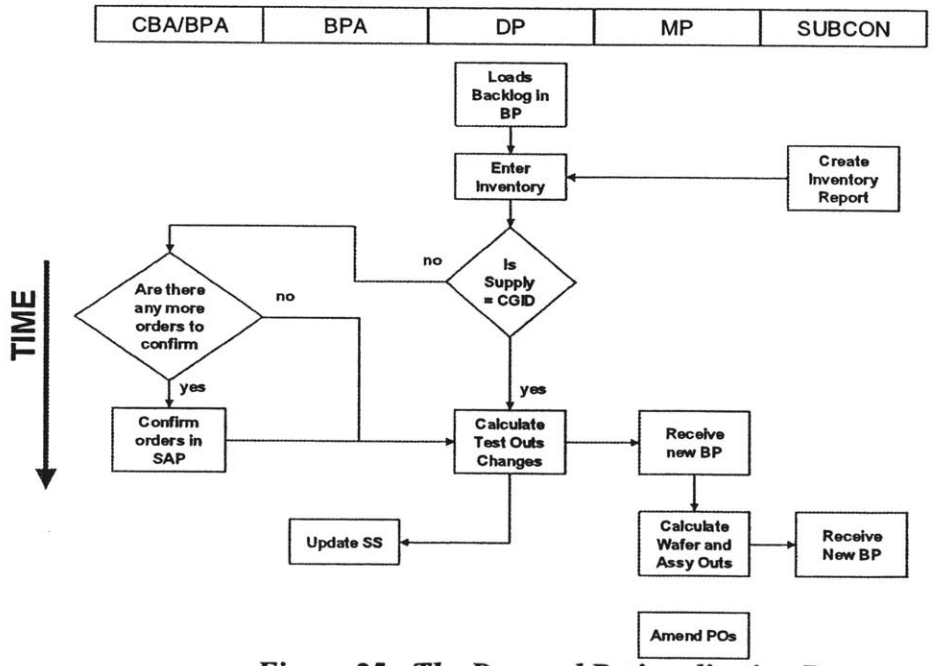 CBA/BPA BPA DP MP SUBCON
Loads
Backlog in
BP
Enter
Inventory
Create
Inventory
Report
TIME
Is
Supply
= CGID
no
Are there
any more
orders to
confirm
no
yes
yes
Confirm
orders in
SAP
Calculate
Test Outs
Changes
Receive
new BP
Update SS
Calculate
Wafer and
Assy Outs
Receive
New BP
Amend POs